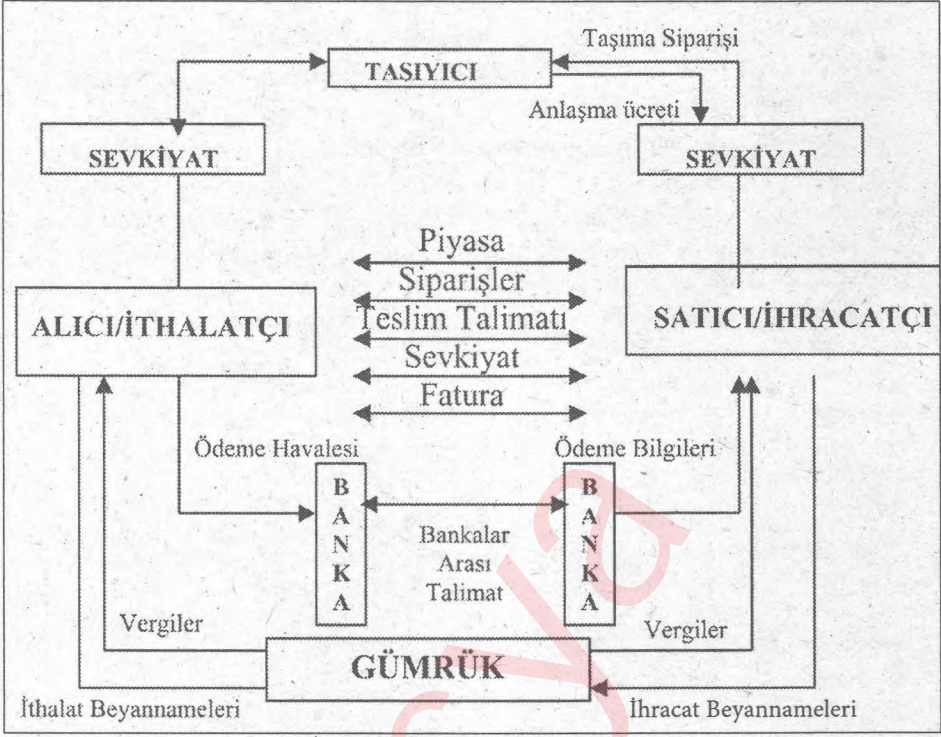 Taşıma Siparişi
TASIYICI
Anlaşma ücreti
SEVKİYAT
SEVKİYAT
Piyasa
Siparişler
ALICI/İTHALATÇI
Teslim Talimatı
SATICI/İHRACATÇI
Sevkiyat
Fatura
Ödeme Havalesi
Ödeme Bilgileri
BANKA
BANKA
Bankalar
Arası
Talimat
Vergiler
Vergiler
GÜMRÜK
İthalat Beyannameleri
İhracat Beyannameleri